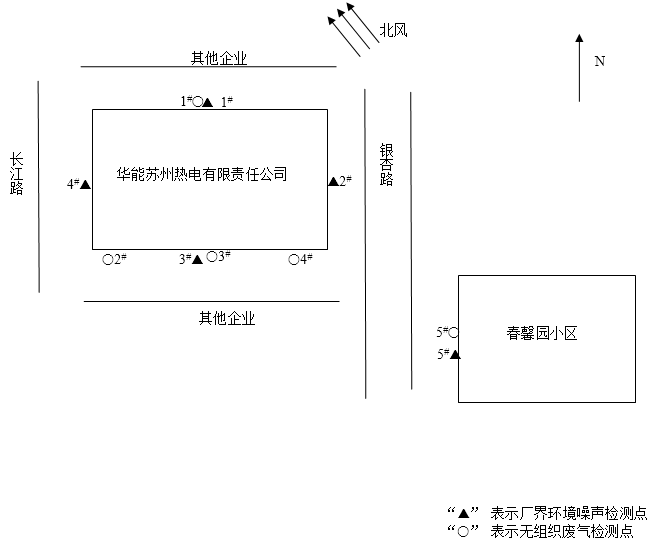 北风
N
其他企业
1# 1#
长江路
华能苏州热电有限责任公司
银杏路
4#
2#
2# 3# 3# 4#
其他企业
5#
春馨园小区
5#
“▲” 表示厂界环境噪声检测点
“○” 表示无组织废气检测点